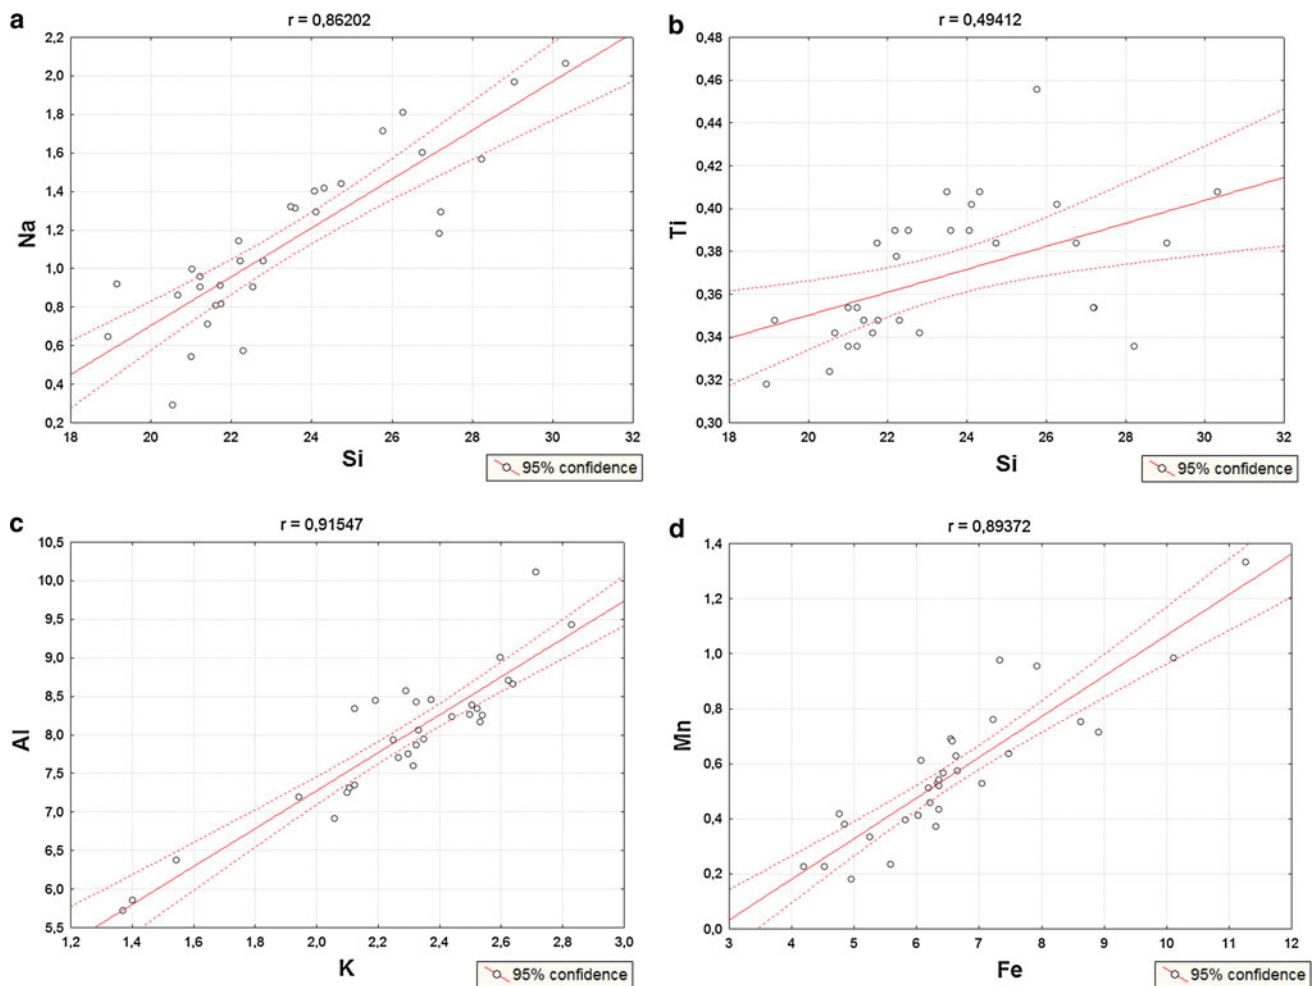 a
r = 0,86202
2,2
2,0
1,8
1,6
1,4
1,2
1,0
0,8
0,6
0,4
0,2
Na
18 20 22 24 26 28 30 32
Si
95% confidence
b
r = 0,49412
0,48
0,46
0,44
0,42
0,40
0,38
0,36
0,34
0,32
0,30
Ti
18 20 22 24 26 28 30 32
Si
95% confidence
c
r = 0,91547
10,5
10,0
9,5
9,0
8,5
8,0
7,5
7,0
6,5
6,0
5,5
Al
1,2 1,4 1,6 1,8 2,0 2,2 2,4 2,6 2,8 3,0
K
95% confidence
d
r = 0,89372
1,4
1,2
1,0
0,8
0,6
0,4
0,2
0,0
Mn
3 4 5 6 7 8 9 10 11 12
Fe
95% confidence